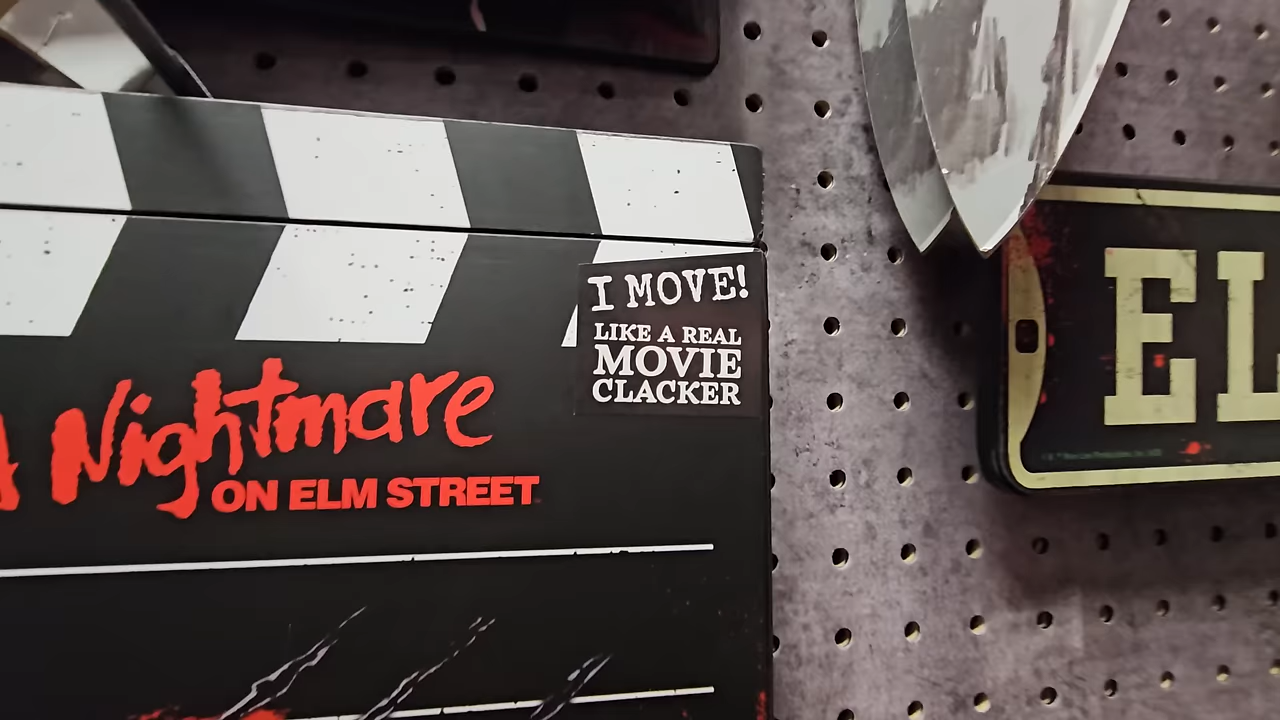 I MOVE!
LIKE A REAL
MOVIE
CLACKER
A Nightmare
ON ELM STREET
EL